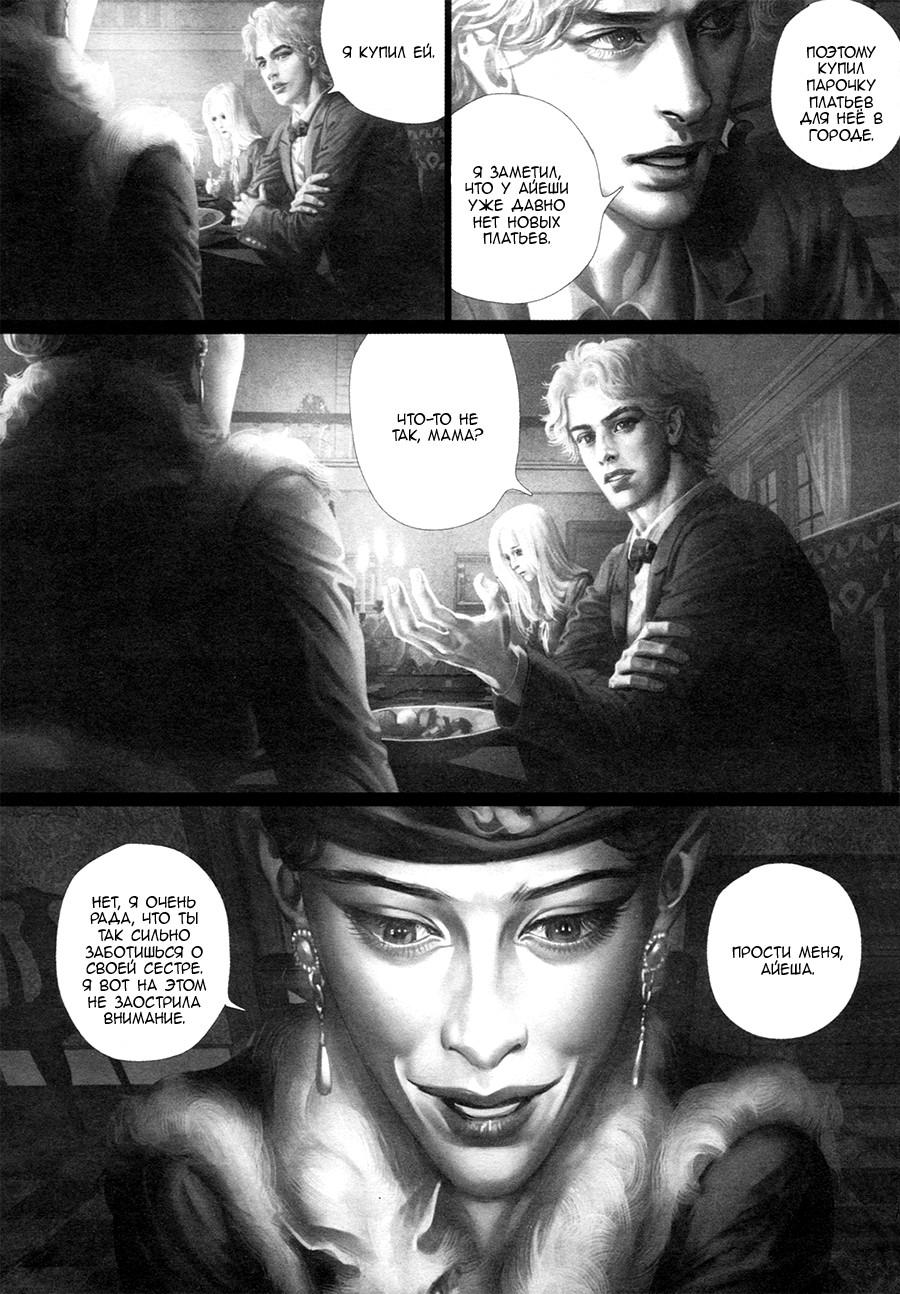 Я КУПИЛ ЕЙ.
ПОЭТОМУ
КУПИЛ
ПАРОЧКУ
ПЛАТЬЕВ
ДЛЯ НЕЁ В
ГОРОДЕ.
Я ЗАМЕТИЛ,
ЧТО У АЙЕШИ
УЖЕ ДАВНО
НЕТ НОВЫХ
ПЛАТЬЕВ.
ЧТО-ТО НЕ
ТАК, МАМА?
НЕТ, Я ОЧЕНЬ
РАДА, ЧТО ТЫ
ТАК СИЛЬНО
ЗАБОТИШЬСЯ О
СВОЕЙ СЕСТРЕ.
Я ВОТ НА ЭТОМ
НЕ ЗАОСТРИЛА
ВНИМАНИЕ.
ПРОСТИ МЕНЯ,
АЙЕША.